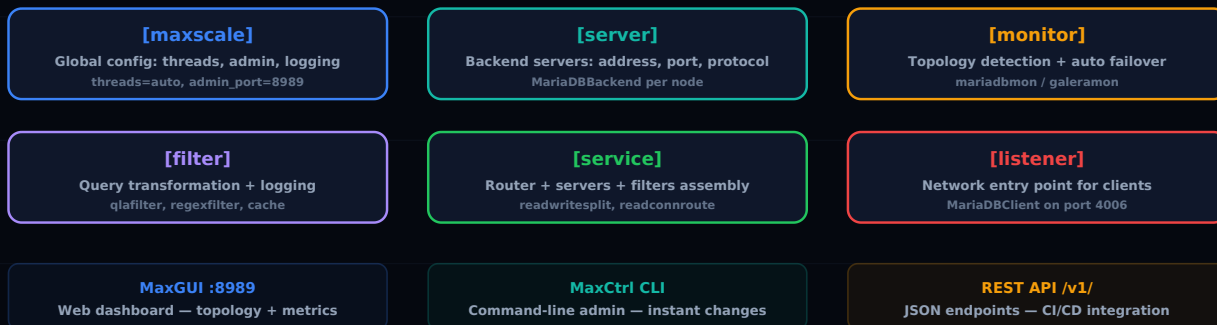 [maxscale]
Global config: threads, admin, logging
threads=auto, admin_port=8989
[server]
Backend servers: address, port, protocol
MariaDBBackend per node
[monitor]
Topology detection + auto failover
mariadbmon / galeramon
[filter]
Query transformation + logging
qlafilter, regexfilter, cache
[service]
Router + servers + filters assembly
readwritesplit, readconnroute
[listener]
Network entry point for clients
MariaDBClient on port 4006
MaxGUI :8989
Web dashboard — topology + metrics
MaxCtrl CLI
Command-line admin — instant changes
REST API /v1/
JSON endpoints — CI/CD integration